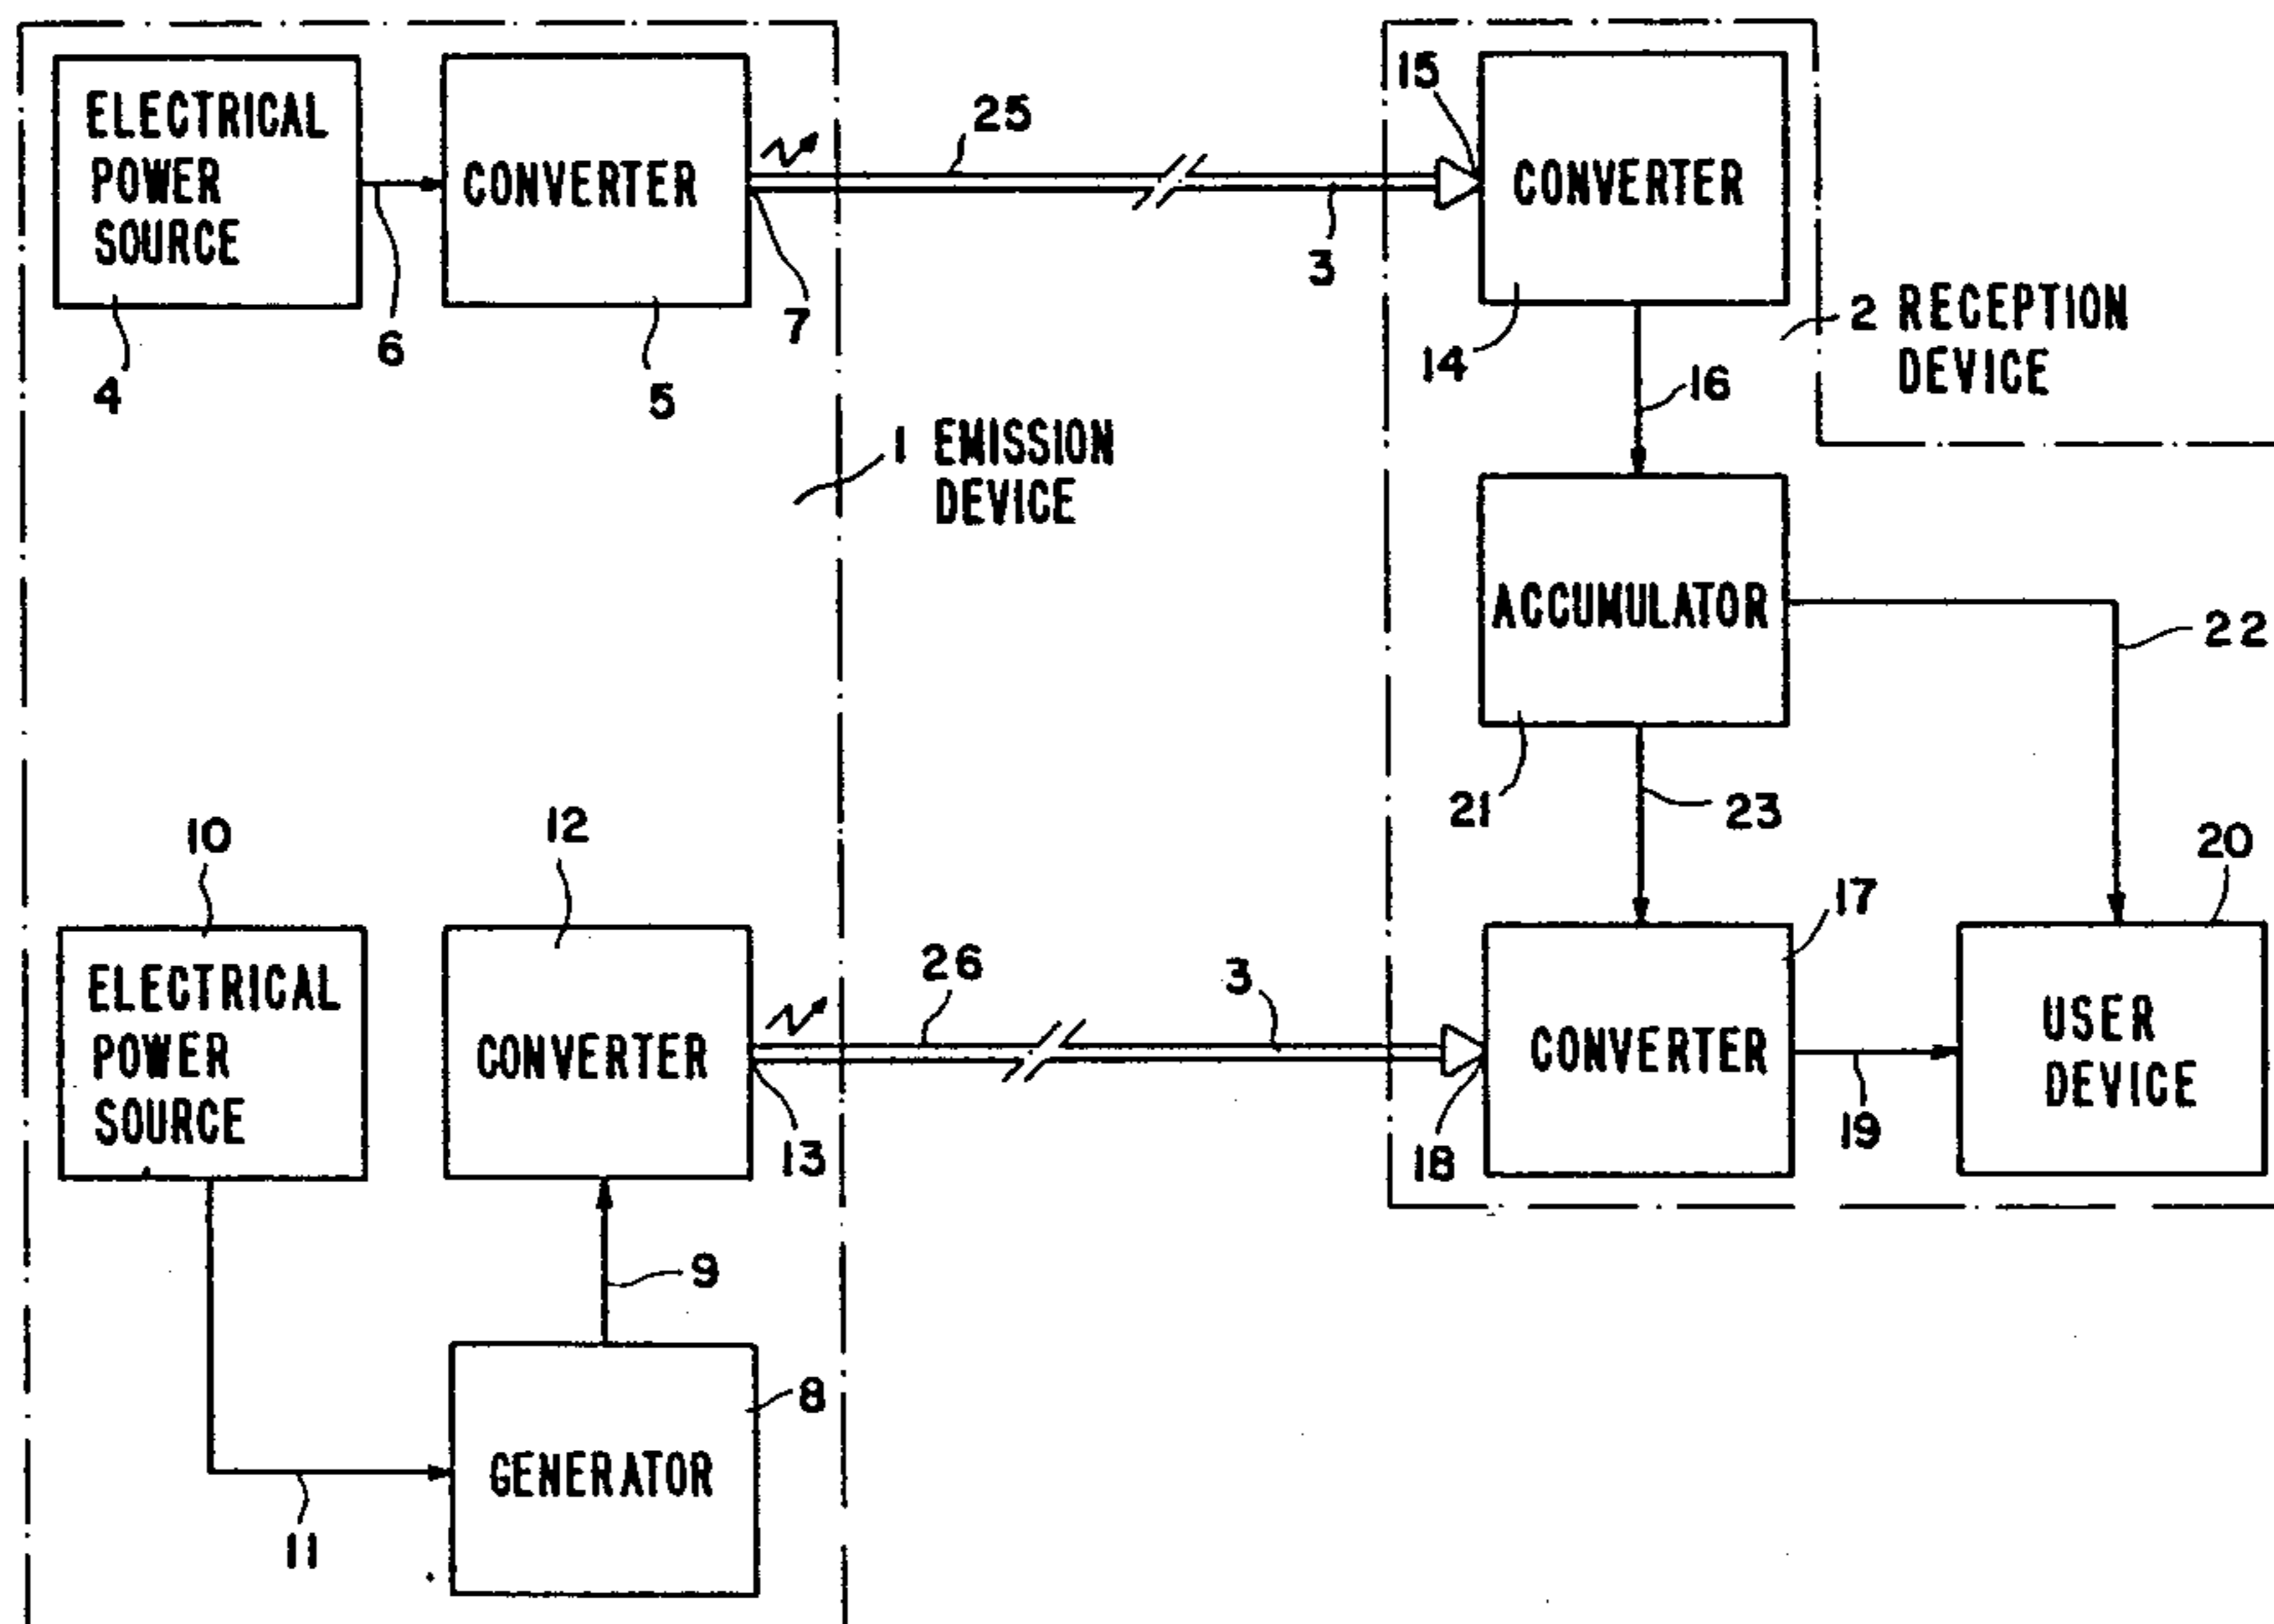 ELECTRICAL
POWER
SOURCE
4
6
CONVERTER
5
7
25
3
15
CONVERTER
14
2 RECEPTION
DEVICE
16
1 EMISSION
DEVICE
ACCUMULATOR
21
22
23
10
ELECTRICAL
POWER
SOURCE
12
CONVERTER
13
26
3
18
17
CONVERTER
19
20
USER
DEVICE
9
8
GENERATOR
11